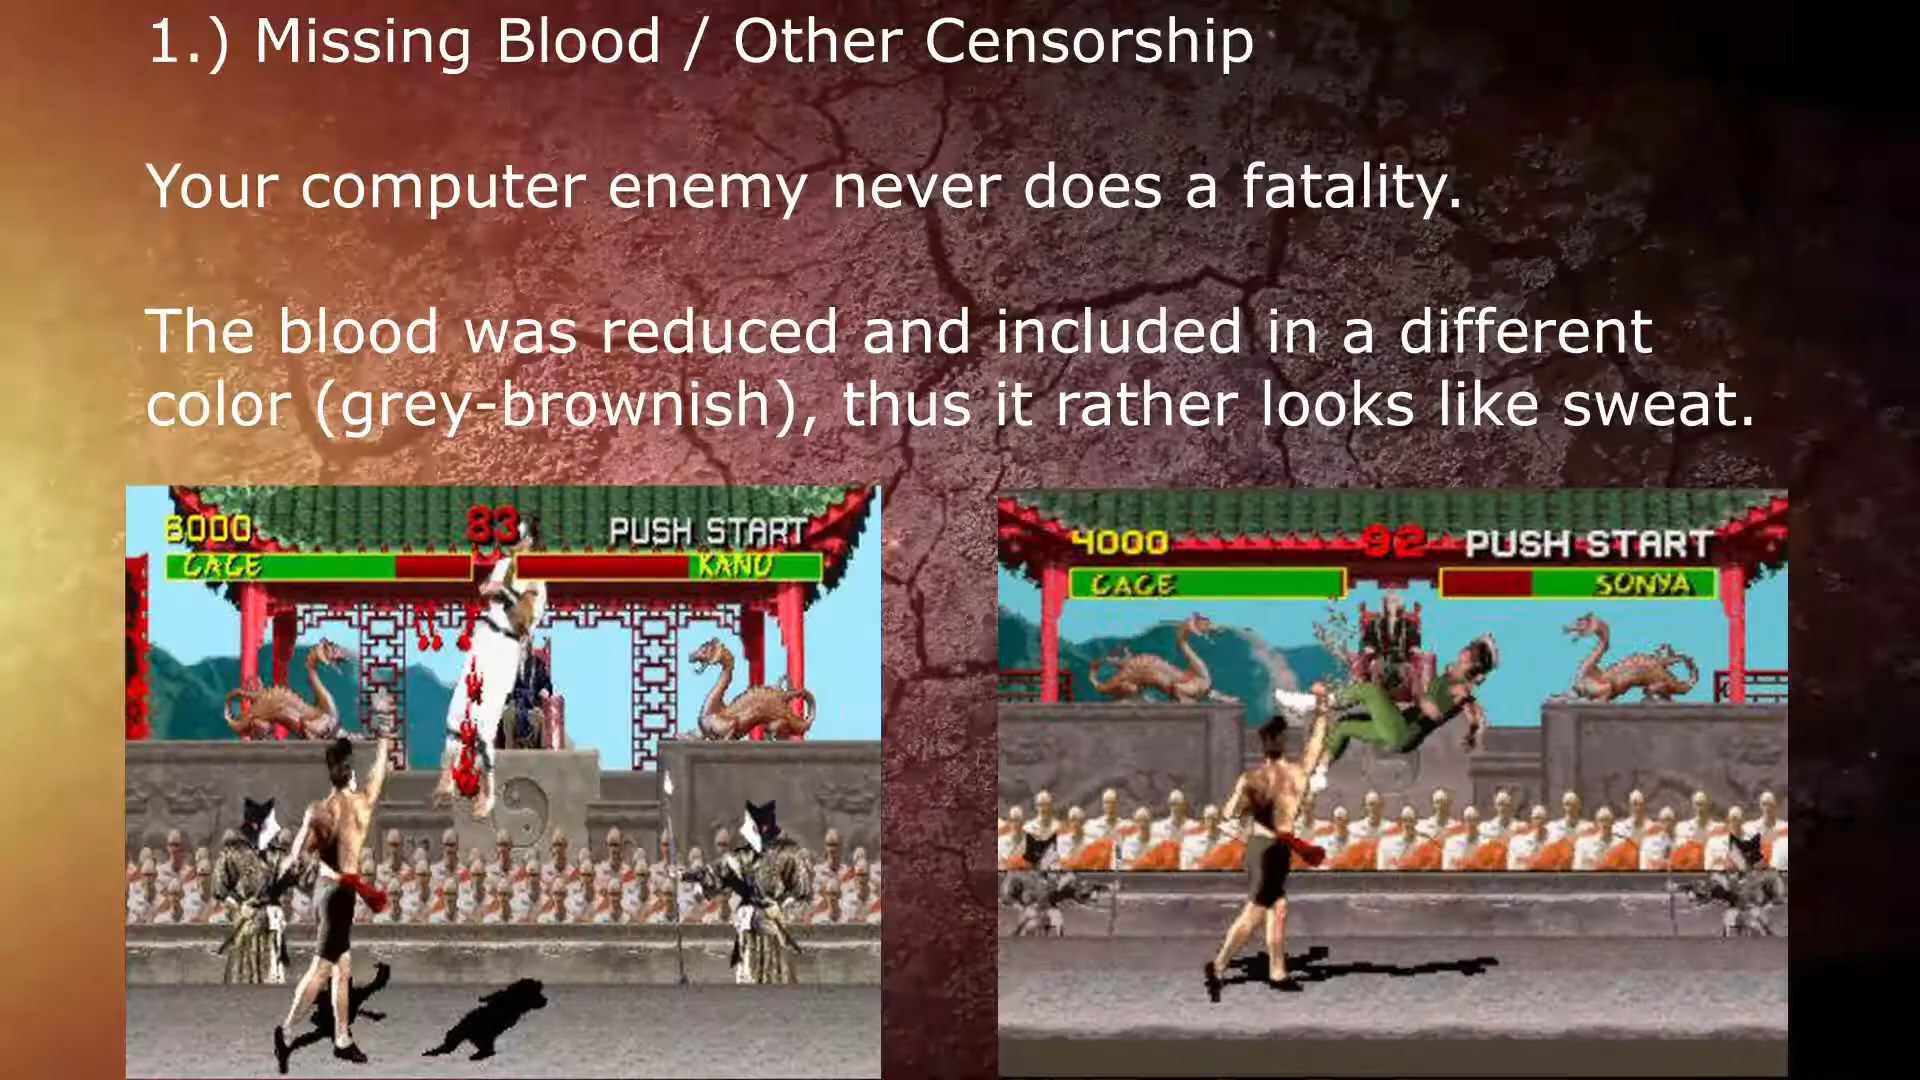 1.) Missing Blood / Other Censorship
Your computer enemy never does a fatality.
The blood was reduced and included in a different
color (grey-brownish), thus it rather looks like sweat.
8000 83 PUSH START
CAGE KANO
4000 92 PUSH START
CAGE SONYA